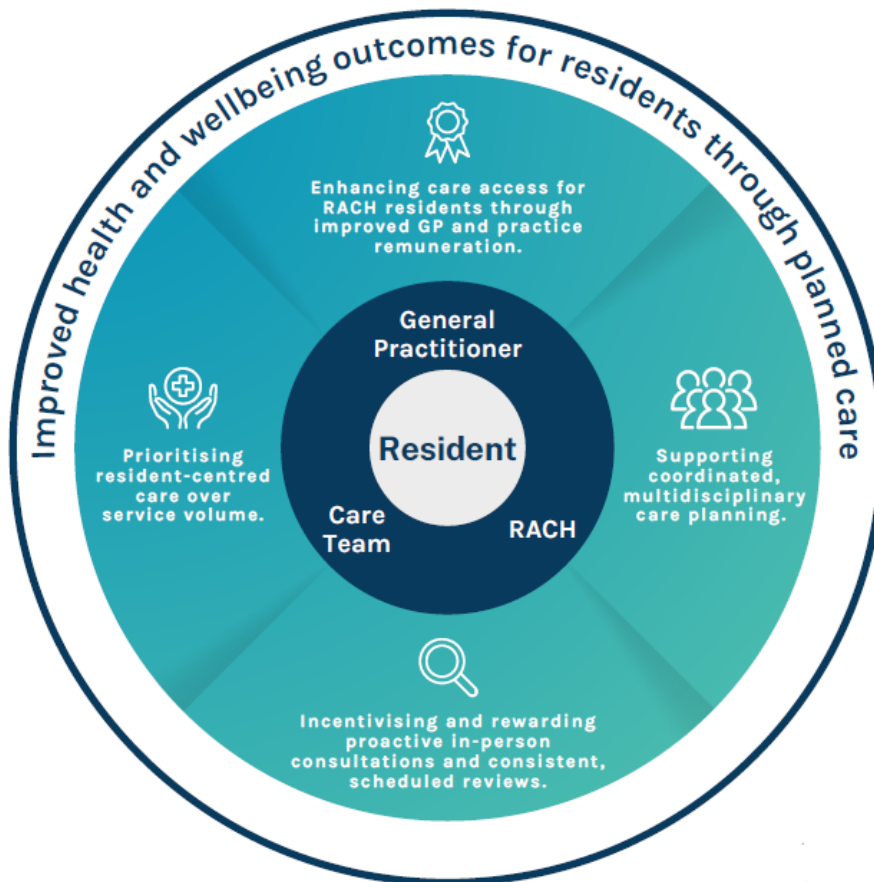 Improved health and wellbeing outcomes for residents through planned care
Enhancing care access for
RACH residents through
improved GP and practice
remuneration.
General
Practitioner
Prioritising
resident-centred
care over
service volume.
Resident
Supporting
coordinated,
multidisciplinary
care planning.
Care
Team
RACH
Incentivising and rewarding
proactive in-person
consultations and consistent,
scheduled reviews.